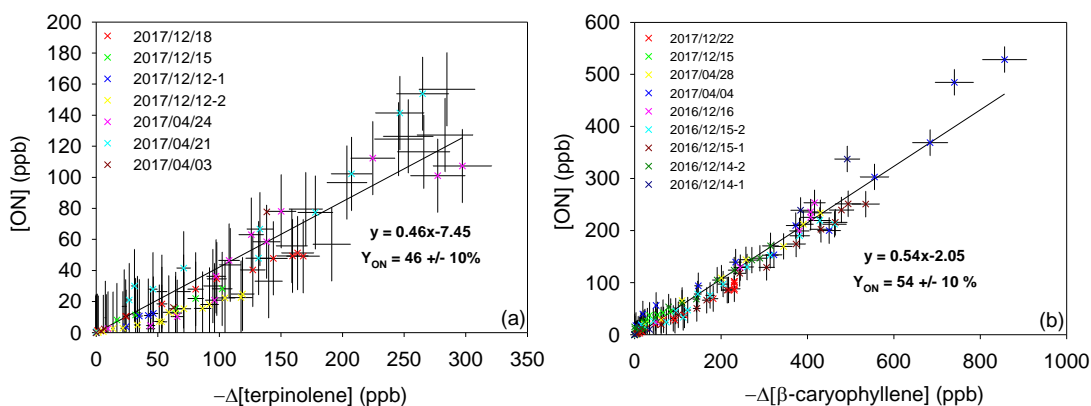 200
180
160
140
120
100
80
60
40
20
0
[ON] (ppb)
2017/12/18
2017/12/15
2017/12/12-1
2017/12/12-2
2017/04/24
2017/04/21
2017/04/03
y = 0.46x-7.45
Y_ON = 46 +/- 10%
(a)
0 50 100 150 200 250 300 350
−Δ[terpinolene] (ppb)
600
500
400
300
200
100
0
[ON] (ppb)
2017/12/22
2017/12/15
2017/04/28
2017/04/04
2016/12/16
2016/12/15-2
2016/12/15-1
2016/12/14-2
2016/12/14-1
y = 0.54x-2.05
Y_ON = 54 +/- 10 %
(b)
0 200 400 600 800 1000
−Δ[β-caryophyllene] (ppb)